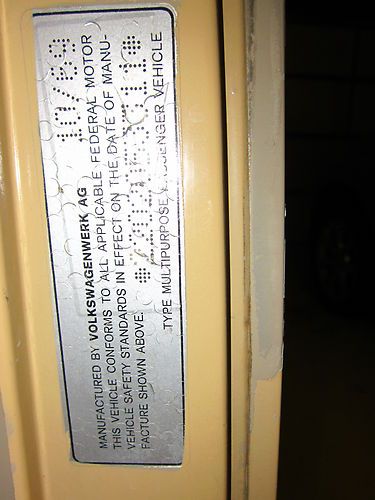 MANUFACTURED BY VOLKSWAGENWERK AG 10/69
THIS VEHICLE CONFORMS TO ALL APPLICABLE FEDERAL MOTOR
VEHICLE SAFETY STANDARDS IN EFFECT ON THE DATE OF MANU-
FACTURE SHOWN ABOVE.
TYPE MULTIPURPOSE PASSENGER VEHICLE